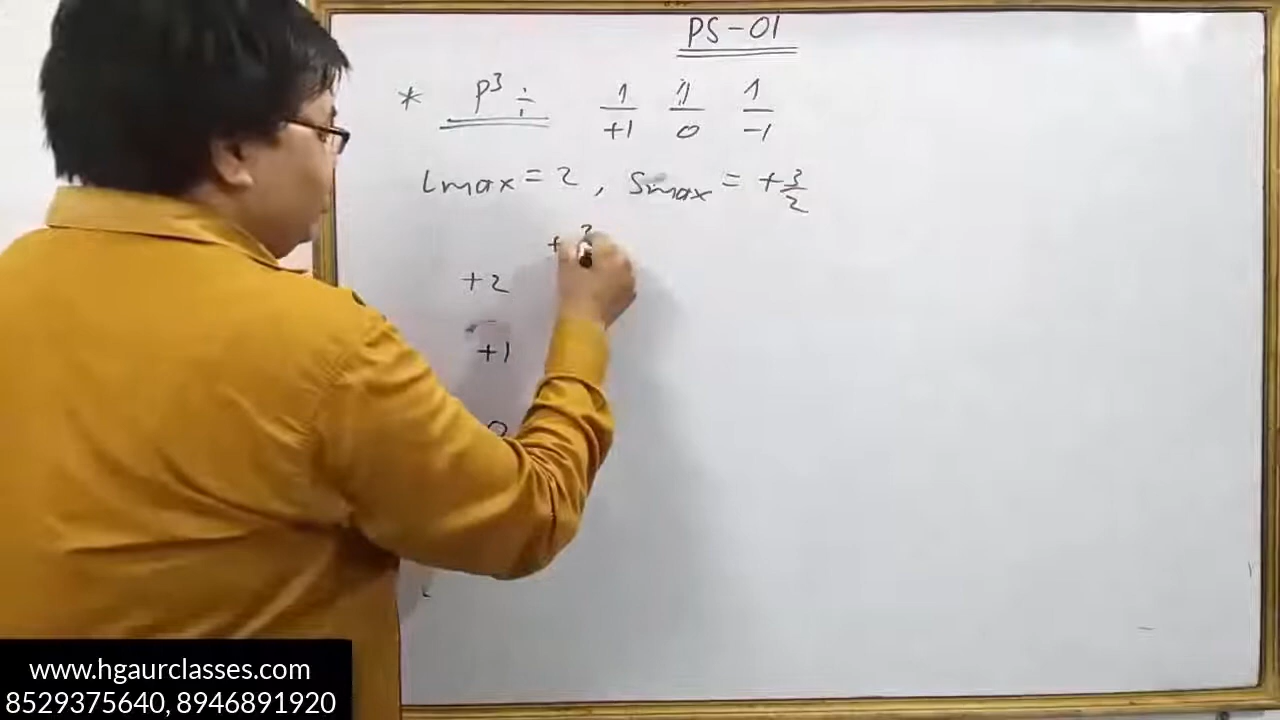 PS-01
* P³ ÷ 1 1 1
+1 0 -1
Lmax = 2, Smax = +3/2
+2
+1
0
www.hgaurclasses.com
8529375640, 8946891920